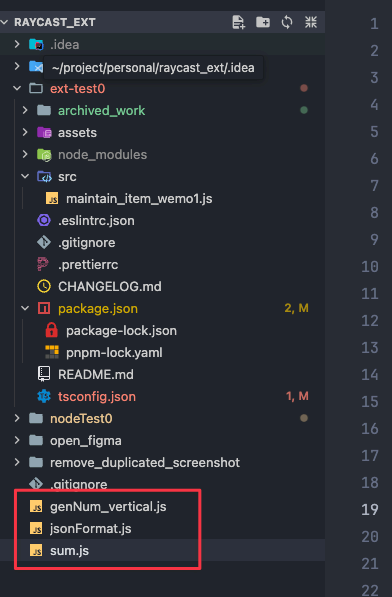 RAYCAST_EXT
.idea
~/project/personal/raycast_ext/.idea
ext-test0
archived_work
assets
node_modules
src
JS maintain_item_wemo1.js
.eslintrc.json
.gitignore
.prettierrc
CHANGELOG.md
package.json 2, M
package-lock.json
pnpm-lock.yaml
README.md
tsconfig.json 1, M
nodeTest0
open_figma
remove_duplicated_screenshot
.gitignore
JS genNum_vertical.js
JS jsonFormat.js
JS sum.js
1
2
3
4
5
6
7
8
9
10
11
12
13
14
15
16
17
18
19
20
21
22